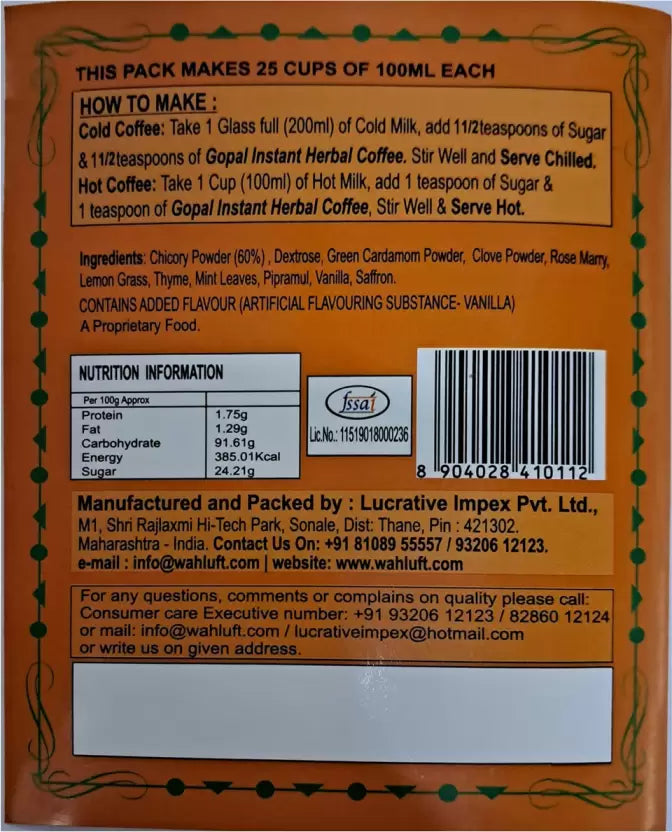 THIS PACK MAKES 25 CUPS OF 100ML EACH
HOW TO MAKE :
Cold Coffee: Take 1 Glass full (200ml) of Cold Milk, add 11/2teaspoons of Sugar
& 11/2teaspoons of Gopal Instant Herbal Coffee. Stir Well and Serve Chilled.
Hot Coffee: Take 1 Cup (100ml) of Hot Milk, add 1 teaspoon of Sugar &
1 teaspoon of Gopal Instant Herbal Coffee, Stir Well & Serve Hot.
Ingredients: Chicory Powder (60%) , Dextrose, Green Cardamom Powder, Clove Powder, Rose Marry,
Lemon Grass, Thyme, Mint Leaves, Pipramul, Vanilla, Saffron.
CONTAINS ADDED FLAVOUR (ARTIFICIAL FLAVOURING SUBSTANCE- VANILLA)
A Proprietary Food.
NUTRITION INFORMATION
Per 100g Approx
Protein 1.75g
Fat 1.29g
Carbohydrate 91.61g
Energy 385.01Kcal
Sugar 24.21g
fssai
Lic.No.: 11519018000236
8 904028 410112
Manufactured and Packed by : Lucrative Impex Pvt. Ltd.,
M1, Shri Rajlaxmi Hi-Tech Park, Sonale, Dist: Thane, Pin : 421302.
Maharashtra - India. Contact Us On: +91 81089 55557 / 93206 12123.
e-mail : info@wahluft.com | website: www.wahluft.com
For any questions, comments or complains on quality please call:
Consumer care Executive number: +91 93206 12123 / 82860 12124
or mail: info@wahluft.com / lucrativeimpex@hotmail.com
or write us on given address.